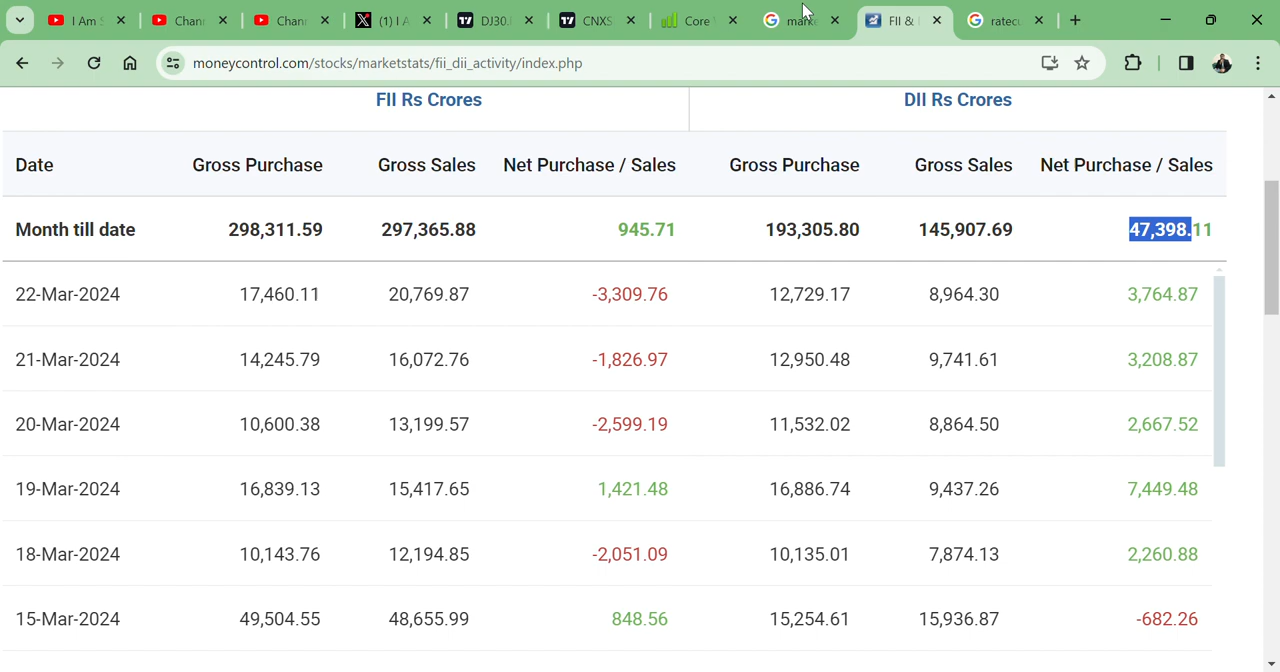 I Am S
Chann
Chann
(1) I A
DJ30.
CNXS
Core
mark
FII &
ratecu
moneycontrol.com/stocks/marketstats/fii_dii_activity/index.php
FII Rs Crores DII Rs Crores
Date Gross Purchase Gross Sales Net Purchase / Sales Gross Purchase Gross Sales Net Purchase / Sales
Month till date 298,311.59 297,365.88 945.71 193,305.80 145,907.69 47,398.11
22-Mar-2024 17,460.11 20,769.87 -3,309.76 12,729.17 8,964.30 3,764.87
21-Mar-2024 14,245.79 16,072.76 -1,826.97 12,950.48 9,741.61 3,208.87
20-Mar-2024 10,600.38 13,199.57 -2,599.19 11,532.02 8,864.50 2,667.52
19-Mar-2024 16,839.13 15,417.65 1,421.48 16,886.74 9,437.26 7,449.48
18-Mar-2024 10,143.76 12,194.85 -2,051.09 10,135.01 7,874.13 2,260.88
15-Mar-2024 49,504.55 48,655.99 848.56 15,254.61 15,936.87 -682.26